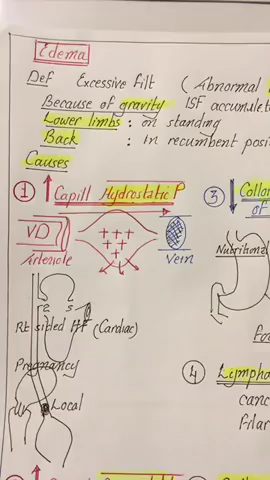 Edema
Def Excessive filt (Abnormal
Because of gravity ISF accumulate
Lower limbs : on standing
Back : In recumbent posi
Causes
① ↑ Capill Hydrostatic P
③ ↓ Collo
of
VD
Arteriole
Vein
Nutritional
Rt sided HF (Cardiac)
Pregnancy
Local
④ Lympha
canc
Filar